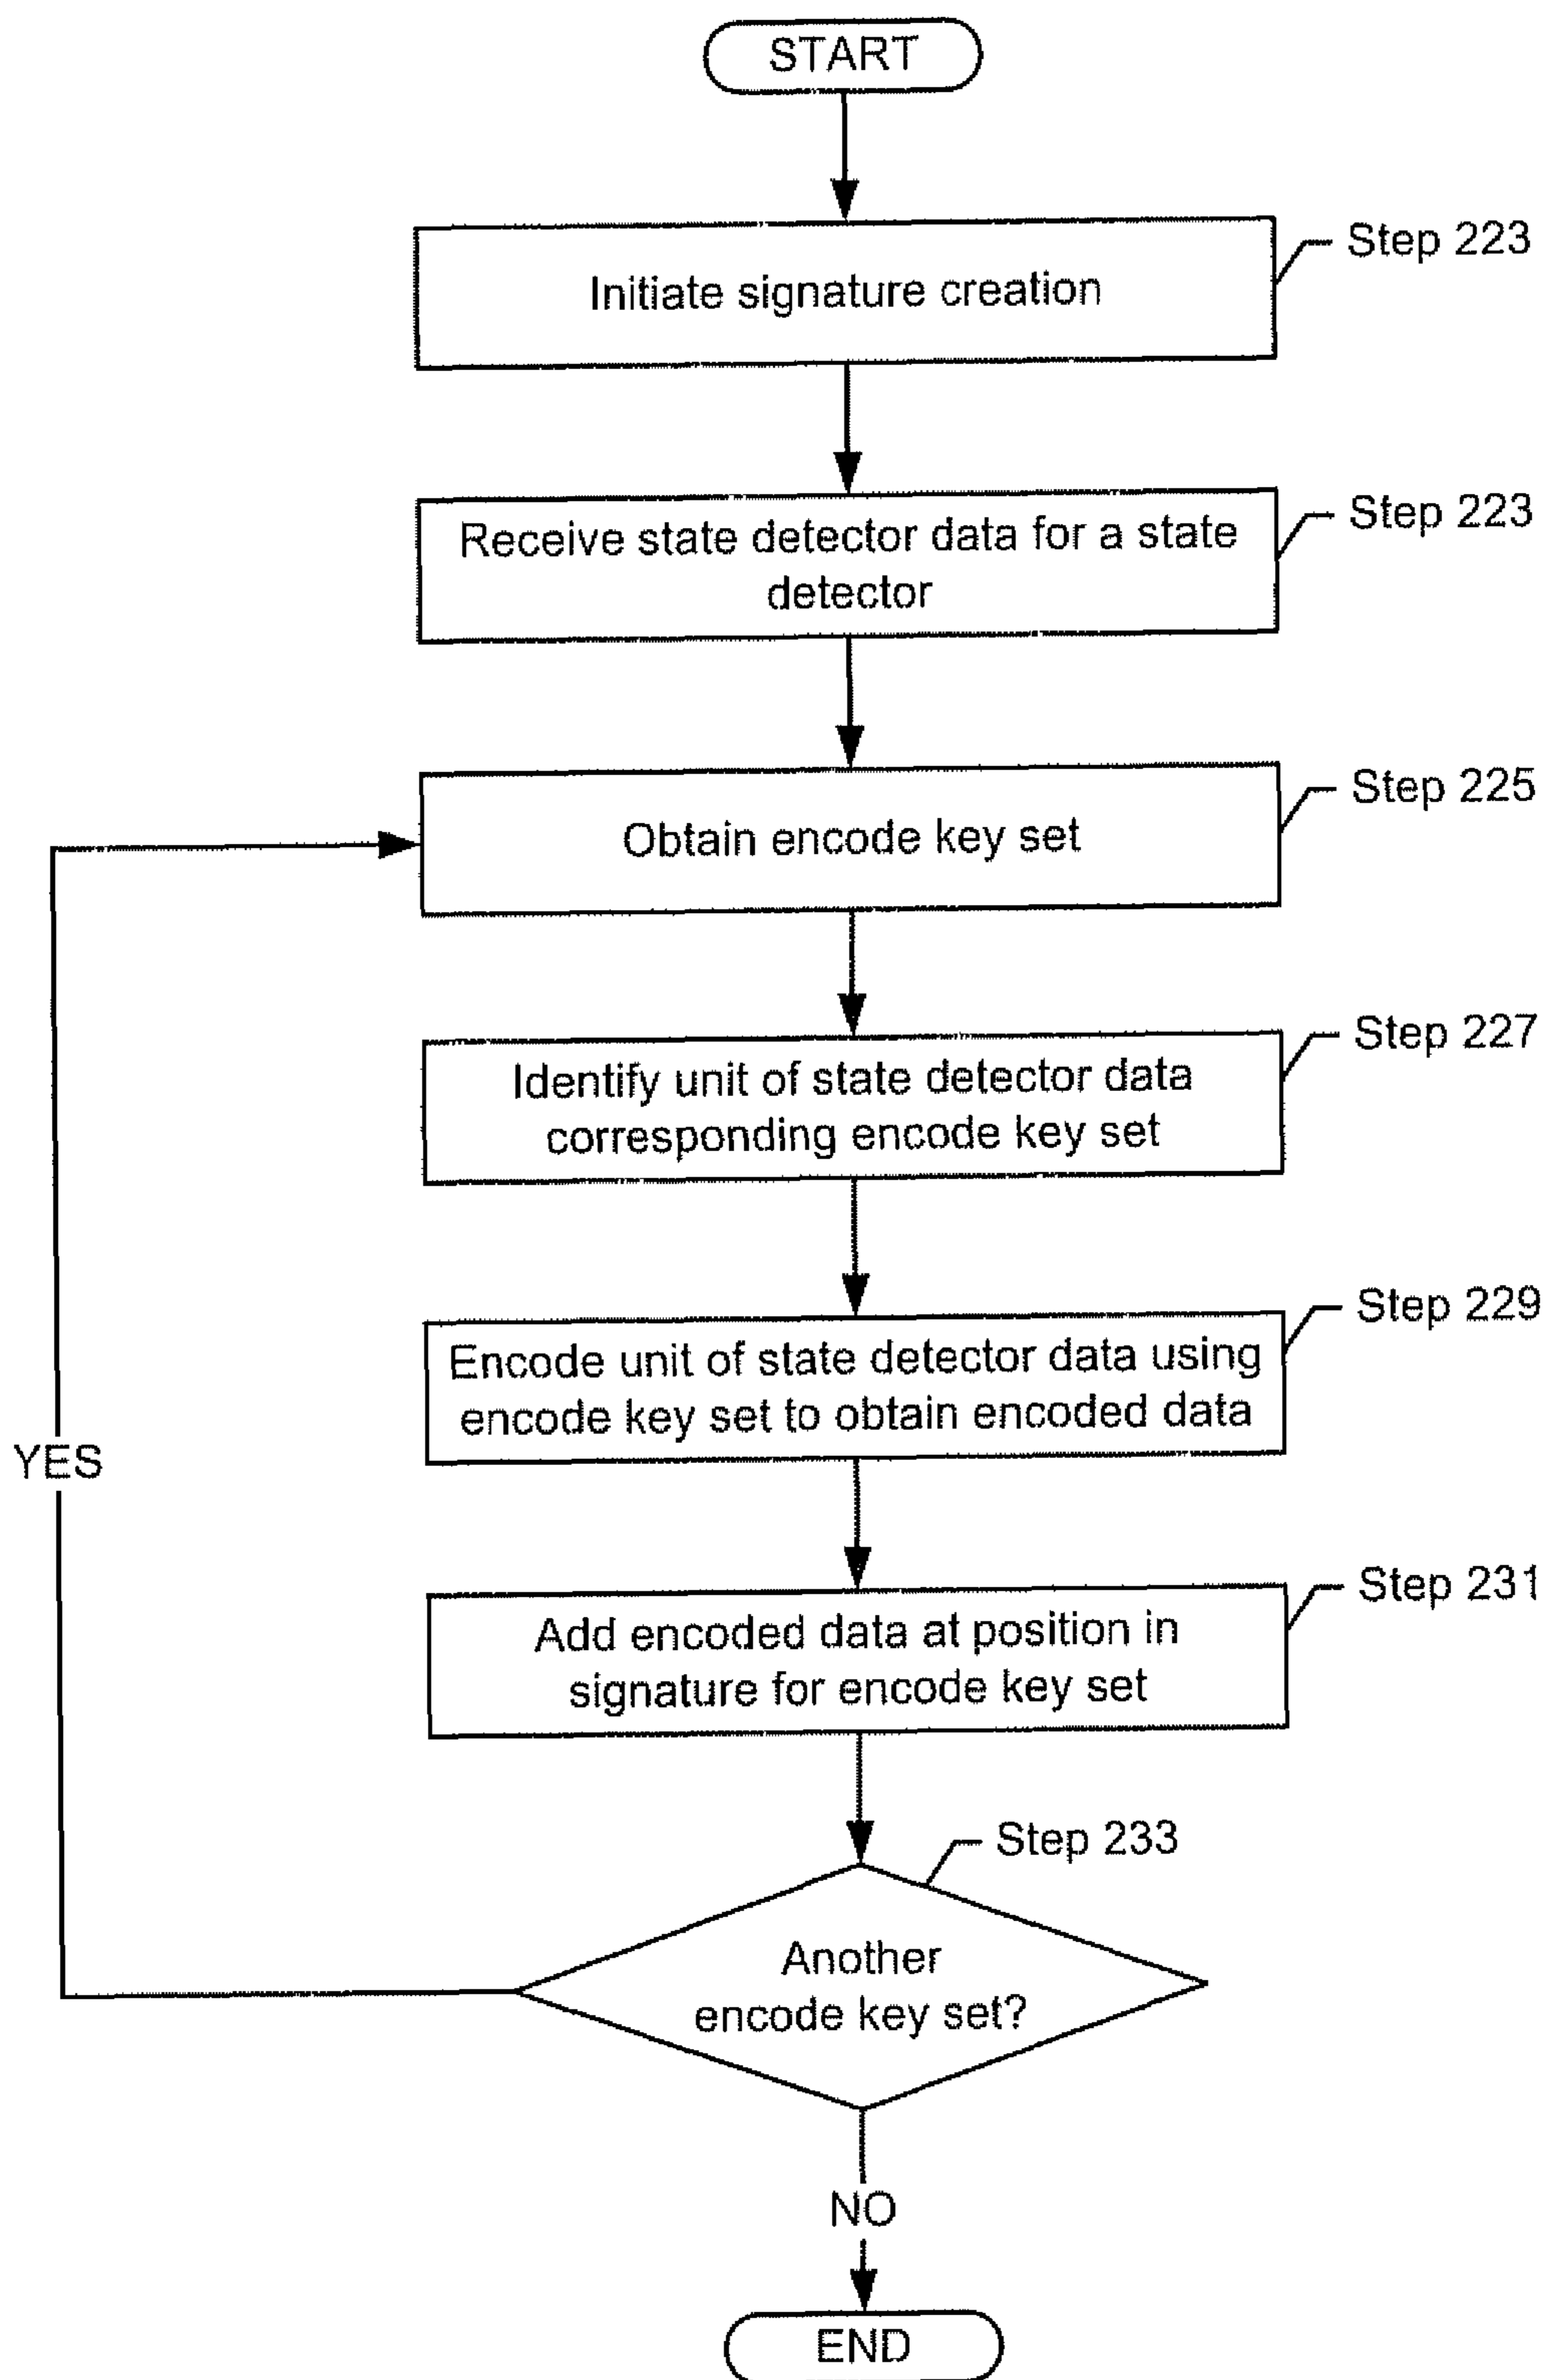 START
Step 223
Initiate signature creation
Step 223
Receive state detector data for a state
detector
Step 225
Obtain encode key set
Step 227
Identify unit of state detector data
corresponding encode key set
Step 229
Encode unit of state detector data using
encode key set to obtain encoded data
YES
Step 231
Add encoded data at position in
signature for encode key set
Step 233
Another
encode key set?
NO
END